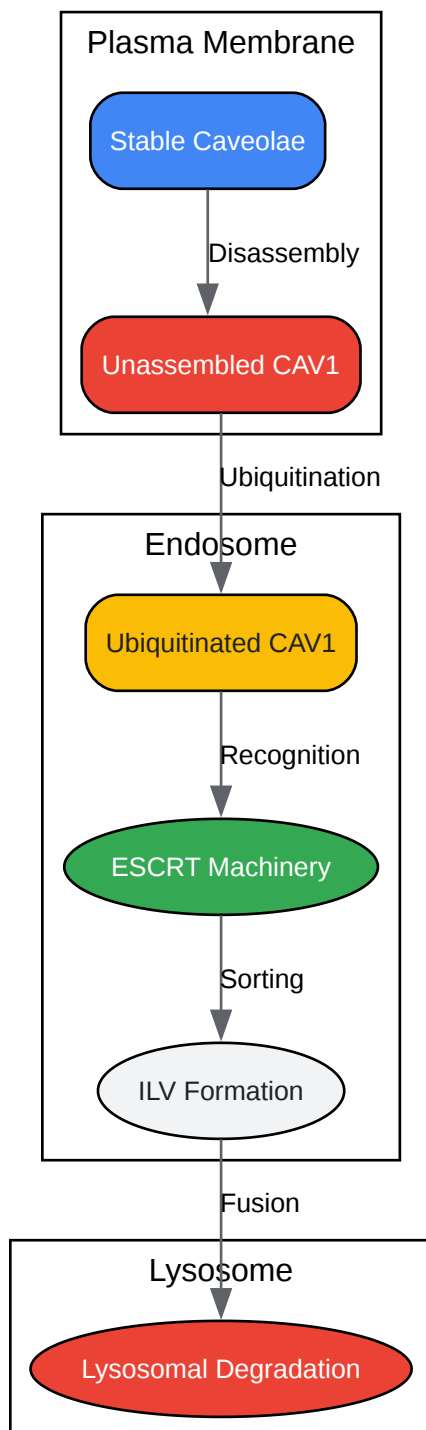 Plasma Membrane
Stable Caveolae
Disassembly
Unassembled CAV1
Ubiquitination
Endosome
Ubiquitinated CAV1
Recognition
ESCRT Machinery
Sorting
ILV Formation
Fusion
Lysosome
Lysosomal Degradation